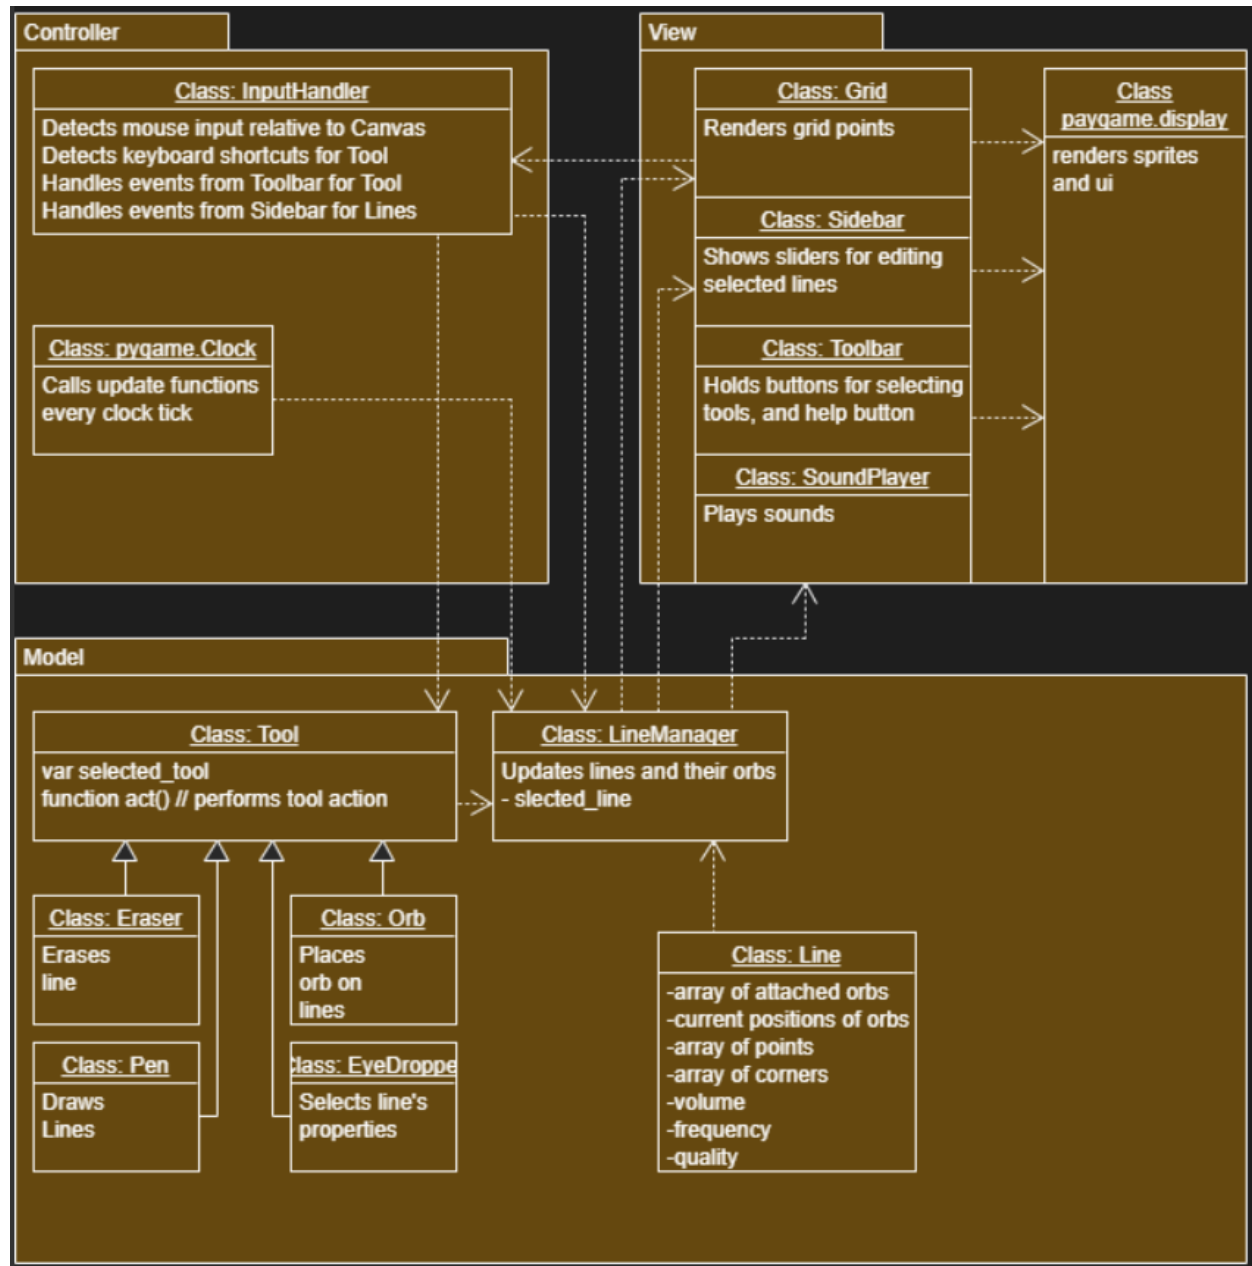 Controller
Class: InputHandler
Detects mouse input relative to Canvas
Detects keyboard shortcuts for Tool
Handles events from Toolbar for Tool
Handles events from Sidebar for Lines
Class: pygame.Clock
Calls update functions
every clock tick
View
Class: Grid
Renders grid points
Class: Sidebar
Shows sliders for editing
selected lines
Class: Toolbar
Holds buttons for selecting
tools, and help button
Class: SoundPlayer
Plays sounds
Class
paygame.display
renders sprites
and ui
Model
Class: Tool
var selected_tool
function act() // performs tool action
Class: LineManager
Updates lines and their orbs
- slected_line
Class: Eraser
Erases
line
Class: Orb
Places
orb on
lines
Class: Pen
Draws
Lines
Class: EyeDroppe
Selects line's
properties
Class: Line
-array of attached orbs
-current positions of orbs
-array of points
-array of corners
-volume
-frequency
-quality